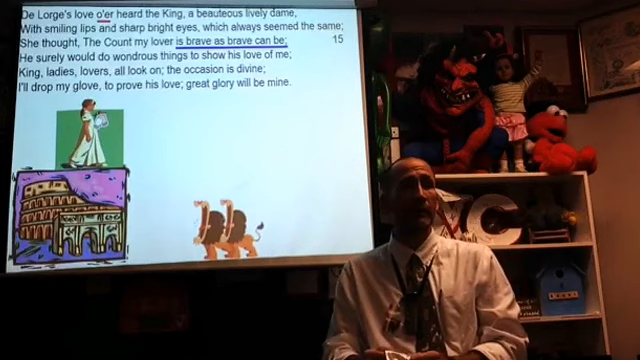 De Lorge's love o'er heard the King, a beauteous lively dame,
With smiling lips and sharp bright eyes, which always seemed the same;
She thought, The Count my lover is brave as brave can be; 15
He surely would do wondrous things to show his love of me;
King, ladies, lovers, all look on; the occasion is divine;
I'll drop my glove, to prove his love; great glory will be mine.